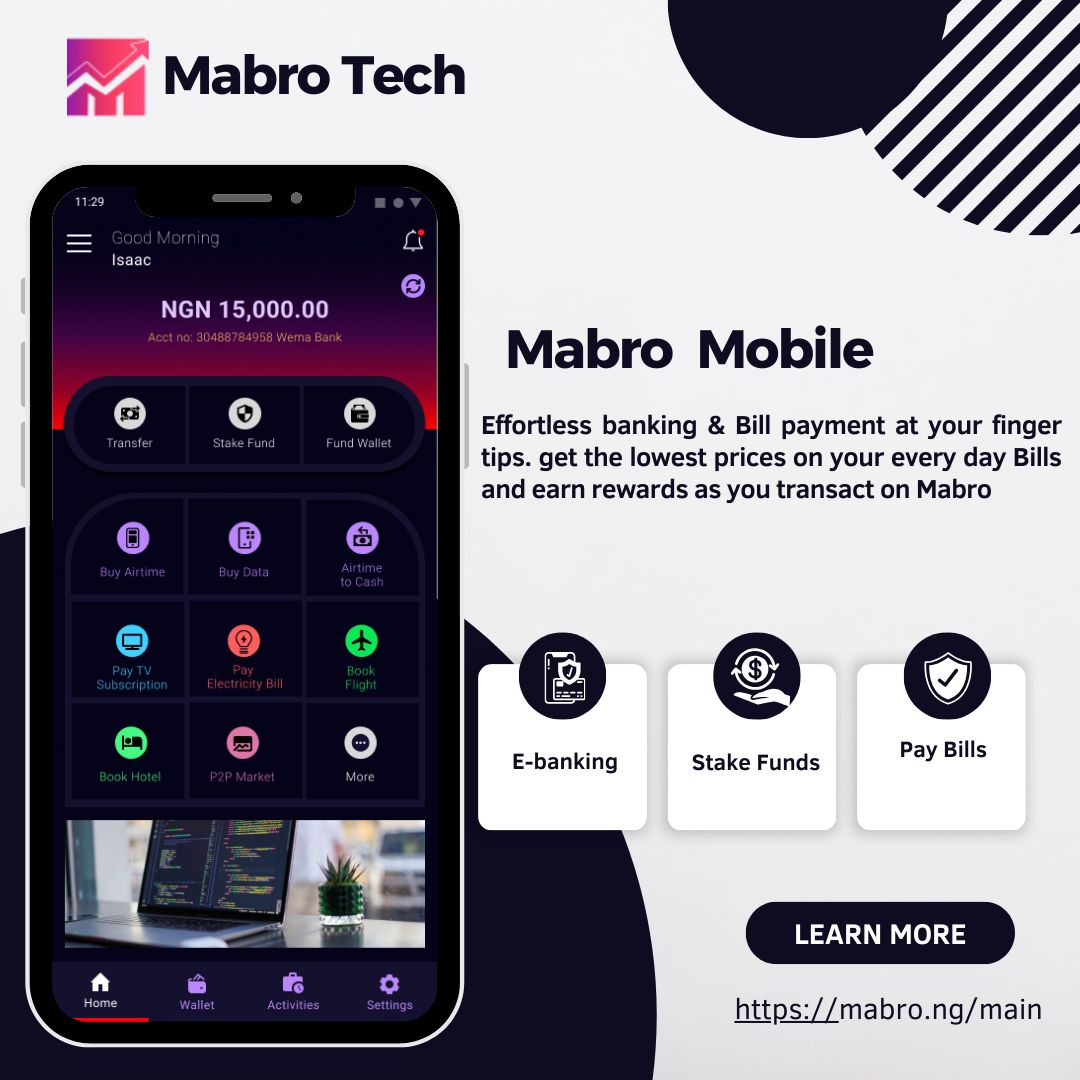 Mabro Tech
11:29
Good Morning
Isaac
NGN 15,000.00
Acct no: 30488784958 Wema Bank
Transfer
Stake Fund
Fund Wallet
Buy Airtime
Buy Data
Airtime
to Cash
Pay TV
Subscription
Pay
Electricity Bill
Book
Flight
Book Hotel
P2P Market
More
Home
Wallet
Activities
Settings
Mabro Mobile
Effortless banking & Bill payment at your finger
tips. get the lowest prices on your every day Bills
and earn rewards as you transact on Mabro
E-banking
Stake Funds
Pay Bills
LEARN MORE
https://mabro.ng/main